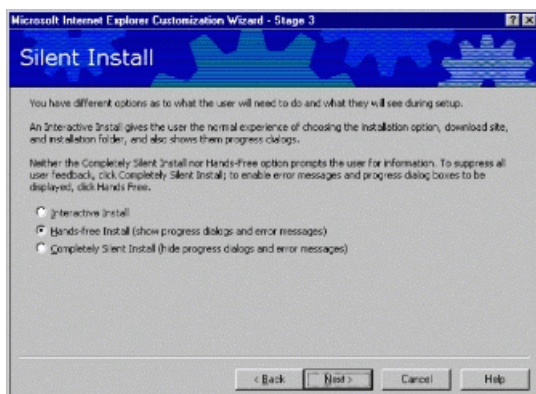 Microsoft Internet Explorer Customization Wizard - Stage 3
Silent Install
You have different options as to what the user will need to do and what they will see during setup.
An Interactive Install gives the user the normal experience of choosing the installation option, download site,
and installation folder, and also shows them progress dialogs.
Neither the Completely Silent Install nor Hands-Free option prompts the user for information. To suppress all
user feedback, click Completely Silent Install; to enable error messages and progress dialog boxes to be
displayed, click Hands Free.
Interactive Install
Hands-free Install (show progress dialogs and error messages)
Completely Silent Install (hide progress dialogs and error messages)
< Back Next > Cancel Help